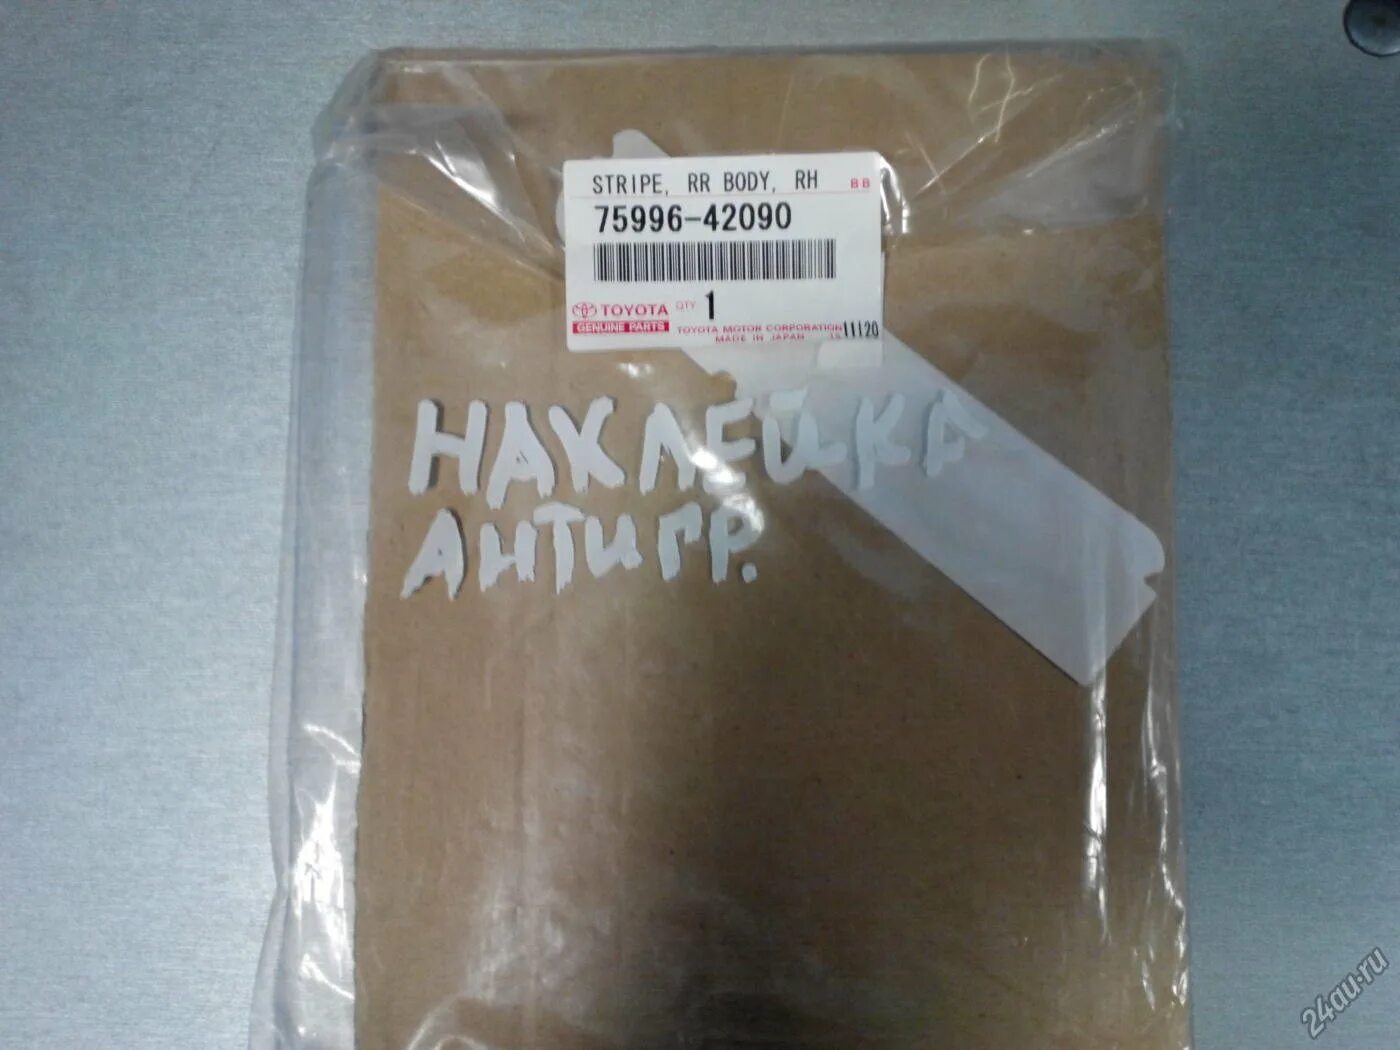 STRIPE, RR BODY, RH BB
75996-42090
TOYOTA QTY 1
GENUINE PARTS TOYOTA MOTOR CORPORATION 11120
MADE IN JAPAN
НАКЛЕЙКА
АНТИГР.
24au.ru